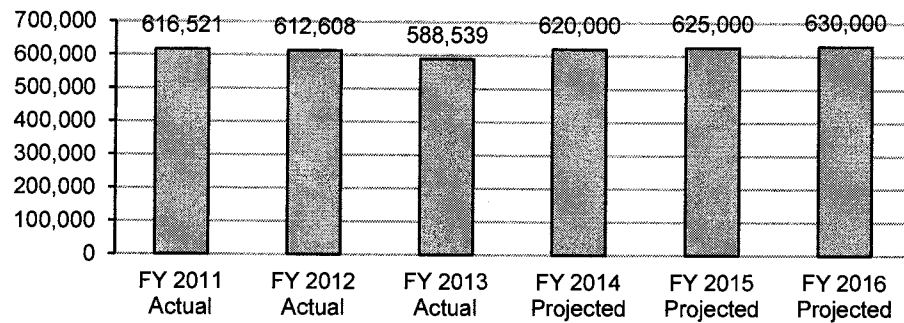 700,000
616,521 612,608 588,539 620,000 625,000 630,000
600,000
500,000
400,000
300,000
200,000
100,000
0
FY 2011 FY 2012 FY 2013 FY 2014 FY 2015 FY 2016
Actual Actual Actual Projected Projected Projected